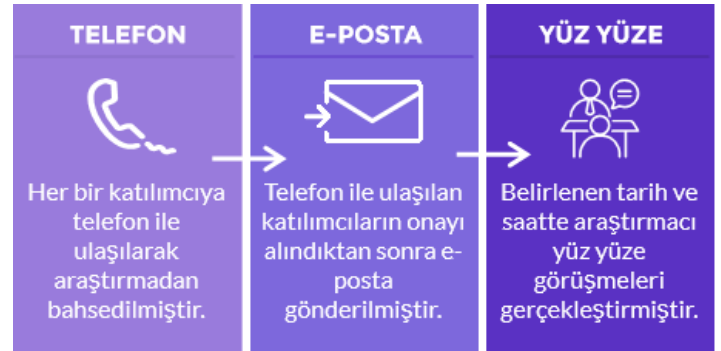 TELEFON
Her bir katılımcıya
telefon ile
ulaşılarak
araştırmadan
bahsedilmiştir.
E-POSTA
Telefon ile ulaşılan
katılımcıların onayı
alındıktan sonra e-
posta
gönderilmiştir.
YÜZ YÜZE
Belirlenen tarih ve
saatte araştırmacı
yüz yüze
görüşmeleri
gerçekleştirmiştir.